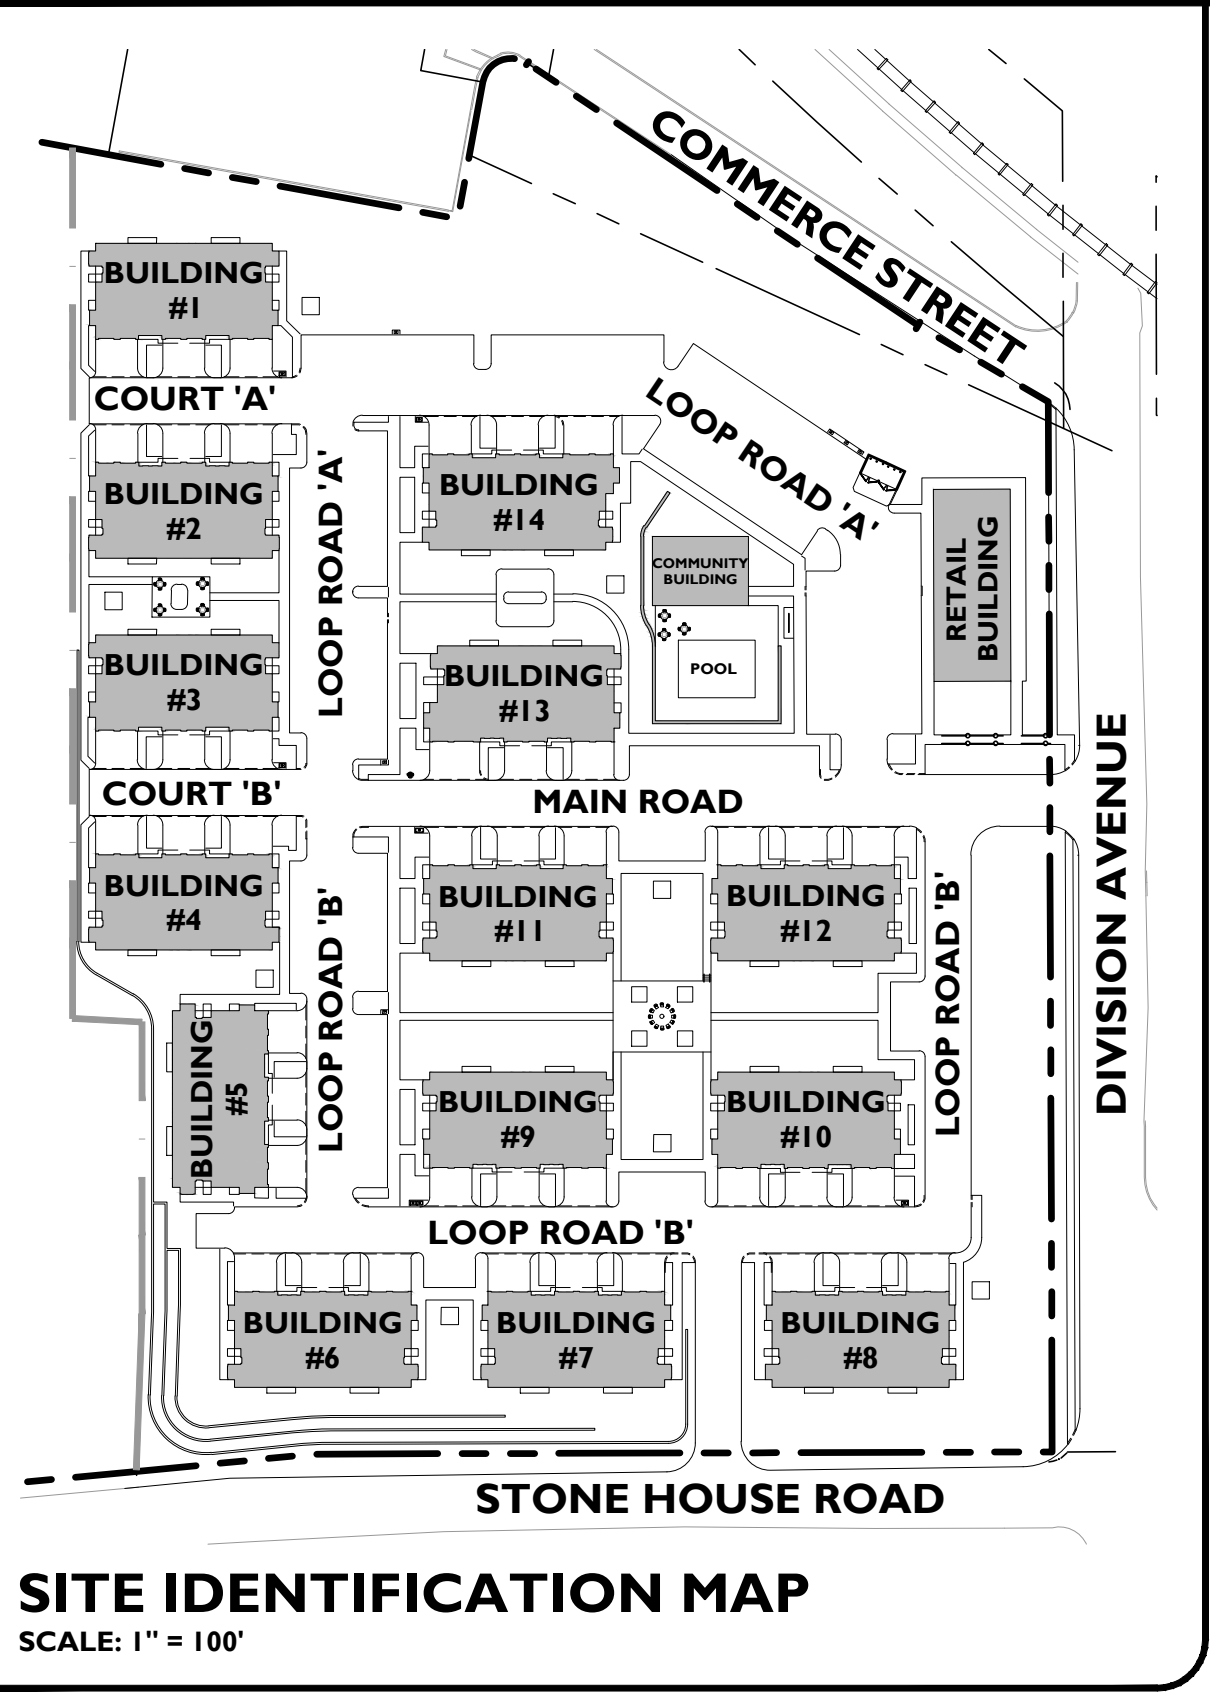 COMMERCE STREET
BUILDING
#1
COURT 'A'
LOOP ROAD 'A'
BUILDING
#2
LOOP ROAD 'A'
BUILDING
#14
COMMUNITY
BUILDING
RETAIL
BUILDING
BUILDING
#3
BUILDING
#13
POOL
COURT 'B'
MAIN ROAD
DIVISION AVENUE
BUILDING
#4
LOOP ROAD 'B'
BUILDING
#11
BUILDING
#12
LOOP ROAD 'B'
BUILDING
#5
BUILDING
#9
BUILDING
#10
LOOP ROAD 'B'
BUILDING
#6
BUILDING
#7
BUILDING
#8
STONE HOUSE ROAD
SITE IDENTIFICATION MAP
SCALE: 1" = 100'